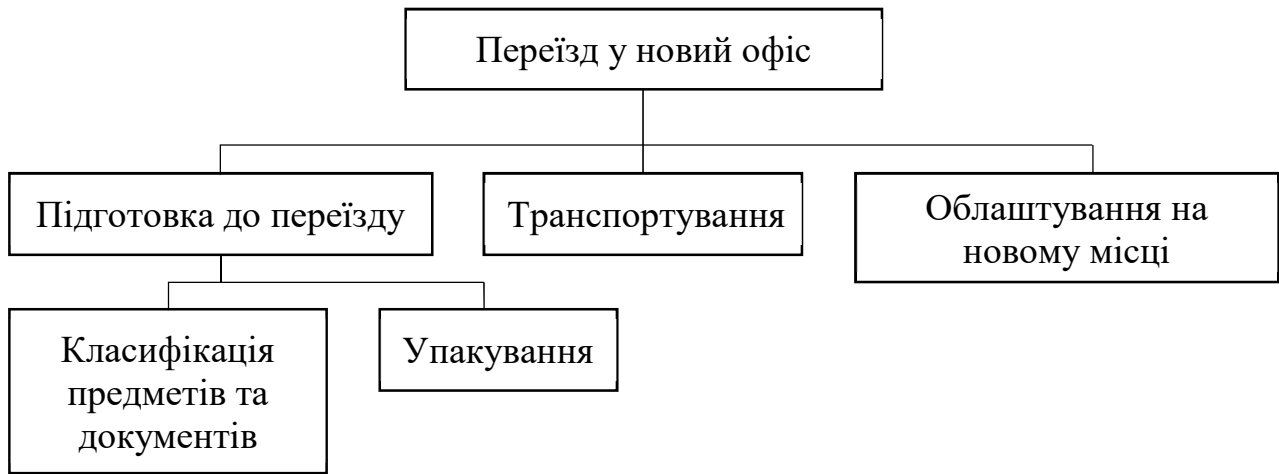 Переїзд у новий офіс
Підготовка до переїзду
Транспортування
Облаштування на
новому місці
Класифікація
предметів та
документів
Упакування